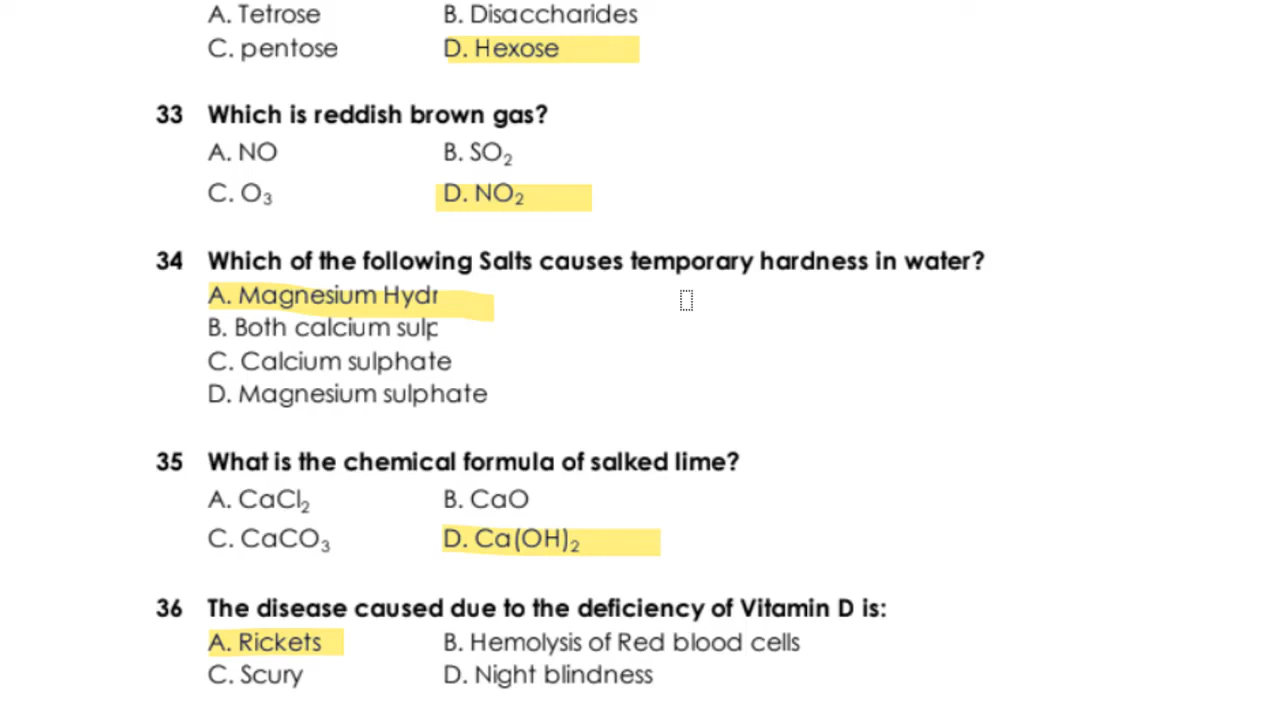 A. Tetrose B. Disaccharides
C. pentose D. Hexose
33 Which is reddish brown gas?
A. NO B. SO₂
C. O₃ D. NO₂
34 Which of the following Salts causes temporary hardness in water?
A. Magnesium Hydr
B. Both calcium sulp
C. Calcium sulphate
D. Magnesium sulphate
35 What is the chemical formula of salked lime?
A. CaCl₂ B. CaO
C. CaCO₃ D. Ca(OH)₂
36 The disease caused due to the deficiency of Vitamin D is:
A. Rickets B. Hemolysis of Red blood cells
C. Scury D. Night blindness